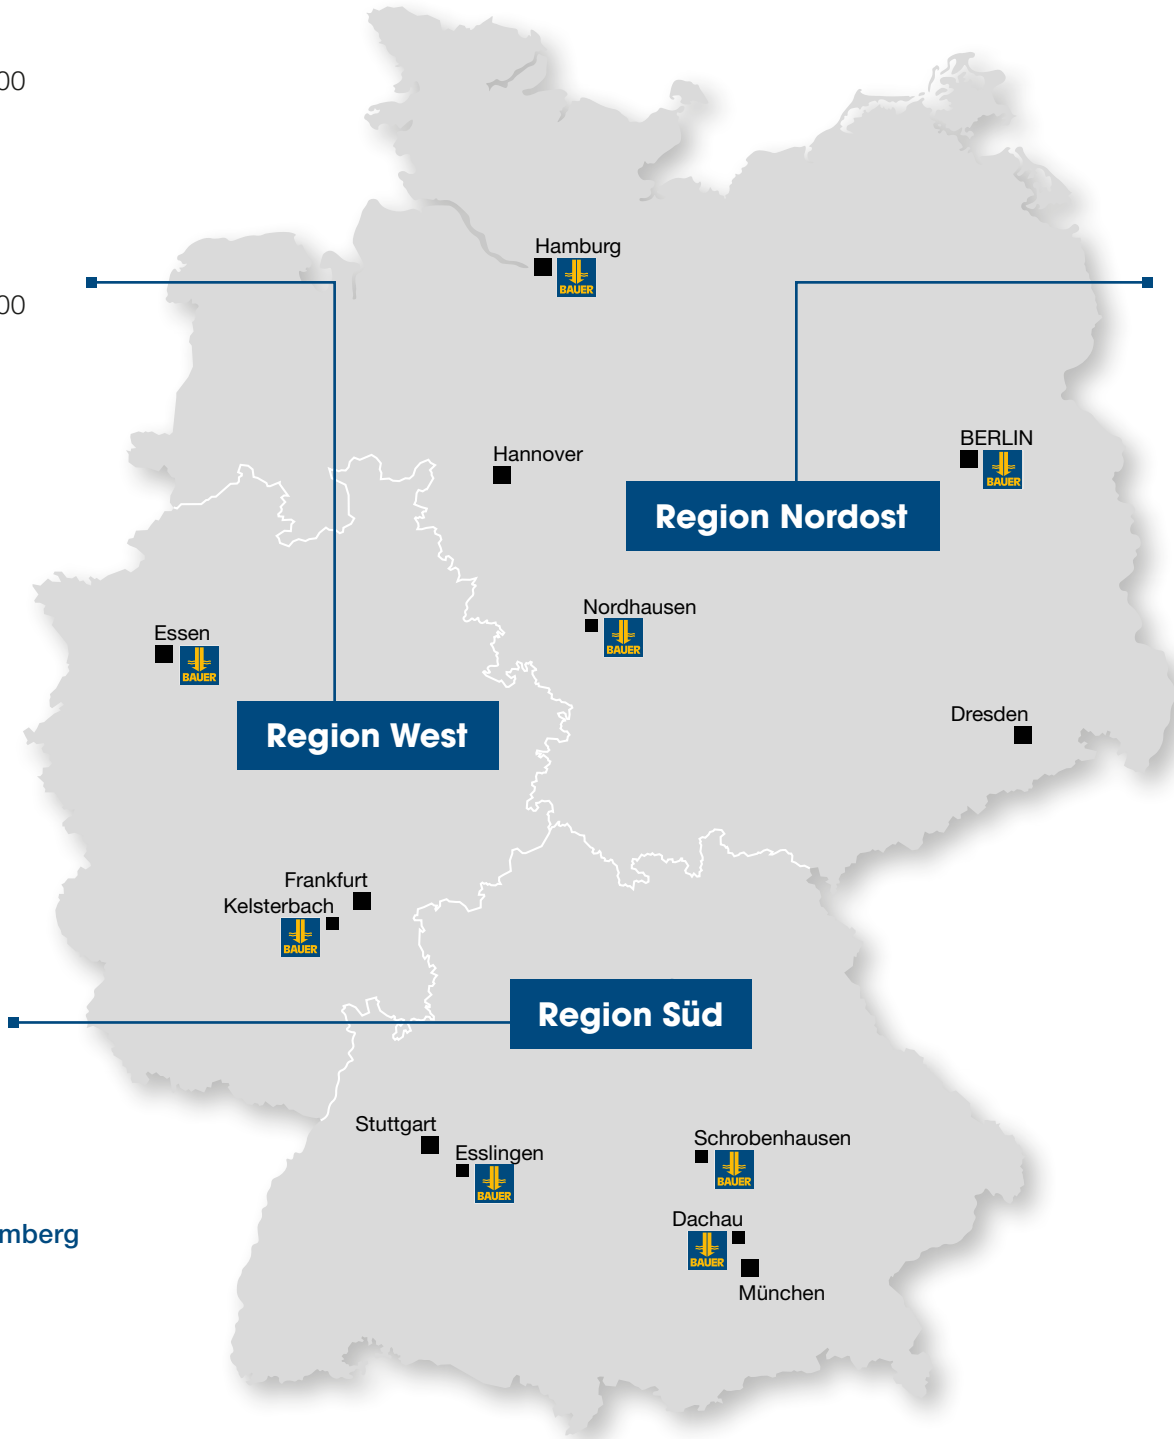 00
Hamburg
BAUER
00
BERLIN
BAUER
Hannover
Region Nordost
Nordhausen
BAUER
Essen
BAUER
Dresden
Region West
Frankfurt
Kelsterbach
BAUER
Region Süd
Stuttgart
Esslingen
BAUER
Schrobenhausen
BAUER
Dachau
BAUER
mberg
München